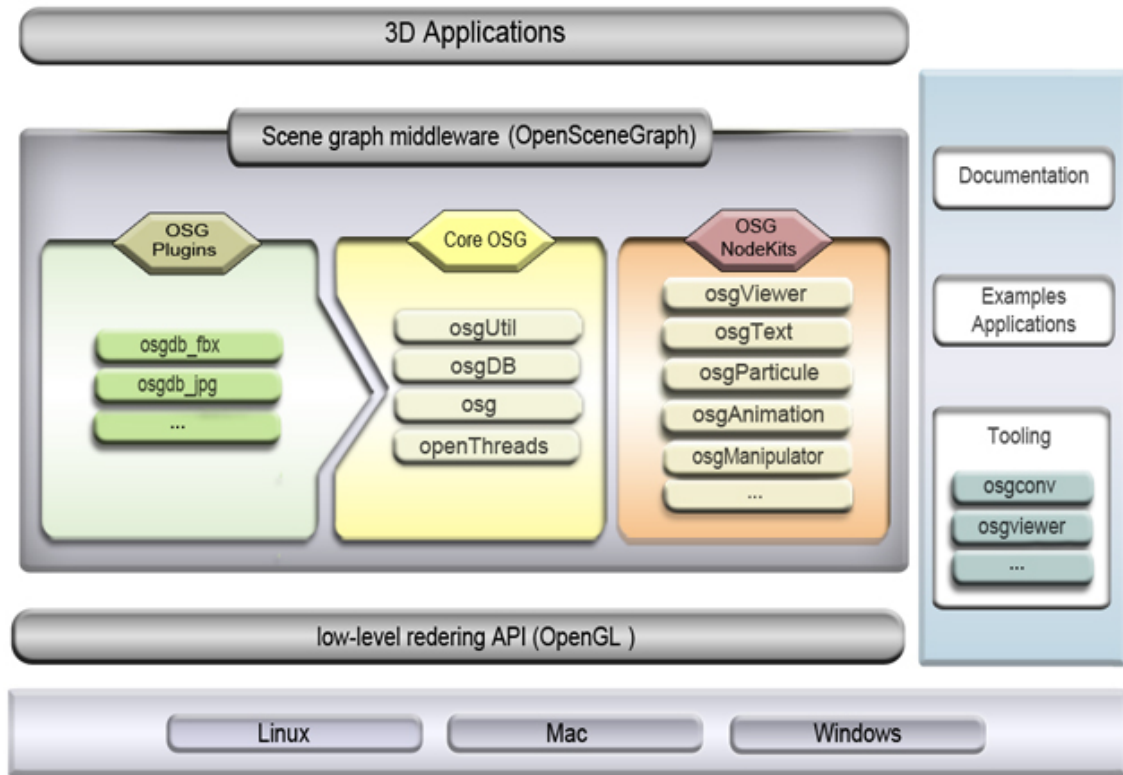 3D Applications
Scene graph middleware (OpenSceneGraph)
OSG
Plugins
osgdb_fbx
osgdb_jpg
...
Core OSG
osgUtil
osgDB
osg
openThreads
OSG
NodeKits
osgViewer
osgText
osgParticule
osgAnimation
osgManipulator
...
low-level redering API (OpenGL )
Linux
Mac
Windows
Documentation
Examples
Applications
Tooling
osgconv
osgviewer
...